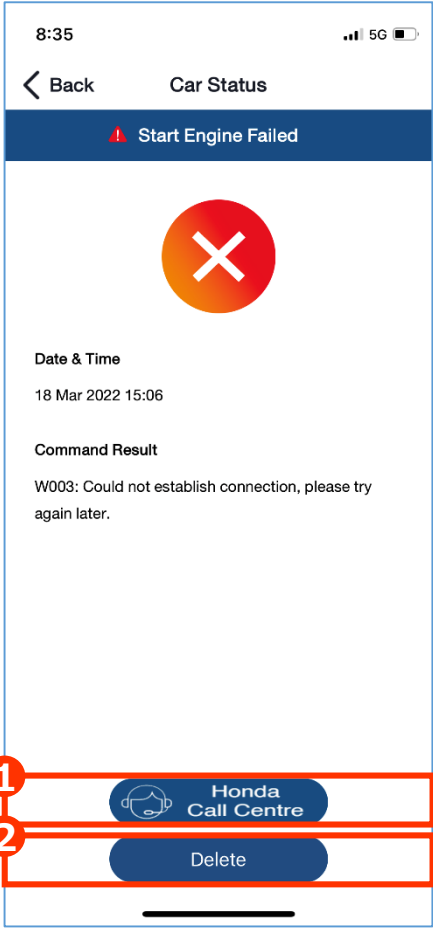 8:35
5G
Back
Car Status
Start Engine Failed
Date & Time
18 Mar 2022 15:06
Command Result
W003: Could not establish connection, please try
again later.
1
Honda
Call Centre
2
Delete